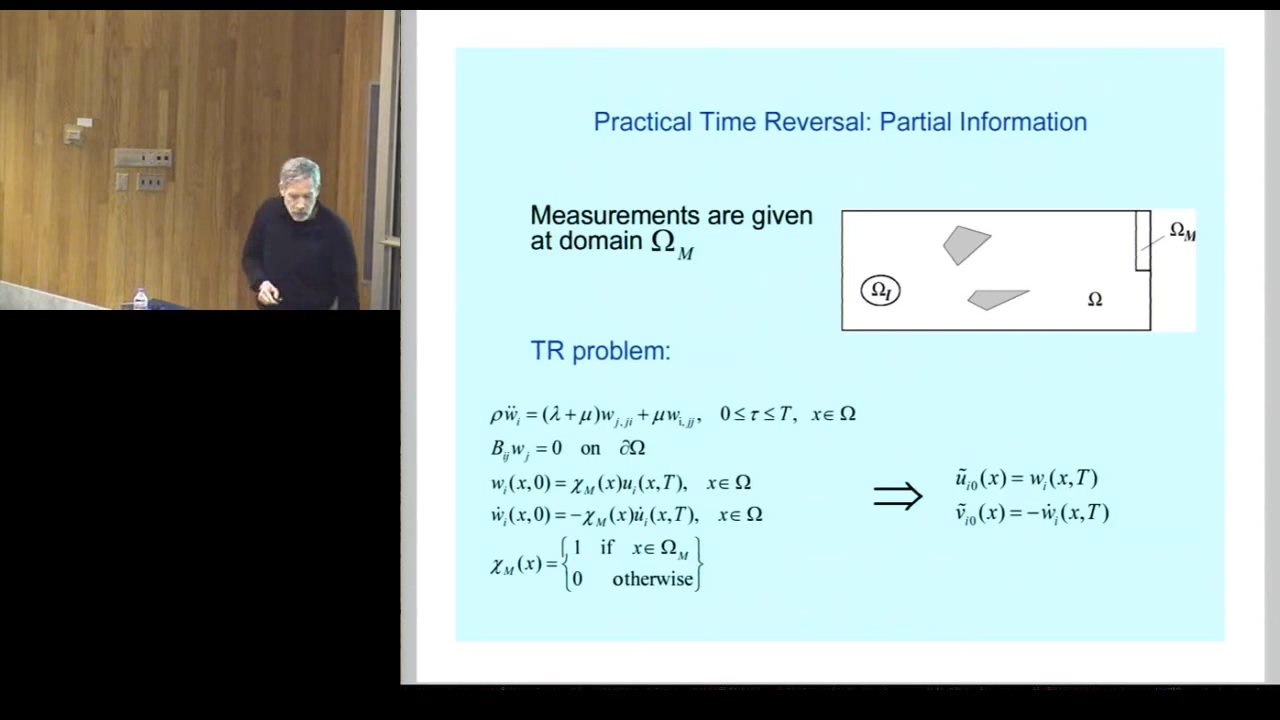 Practical Time Reversal: Partial Information
Measurements are given
at domain Ω_M
Ω_M
Ω_I
Ω
TR problem:
ρẅ_i = (λ+μ)w_{j,ji} + μw_{i,jj}, 0 ≤ τ ≤ T, x ∈ Ω
B_{ij}w_j = 0 on ∂Ω
w_i(x,0) = χ_M(x)u_i(x,T), x ∈ Ω
ẇ_i(x,0) = −χ_M(x)u̇_i(x,T), x ∈ Ω
χ_M(x) = {1 if x ∈ Ω_M
0 otherwise}
⇒
ũ_{i0}(x) = w_i(x,T)
ṽ_{i0}(x) = −ẇ_i(x,T)